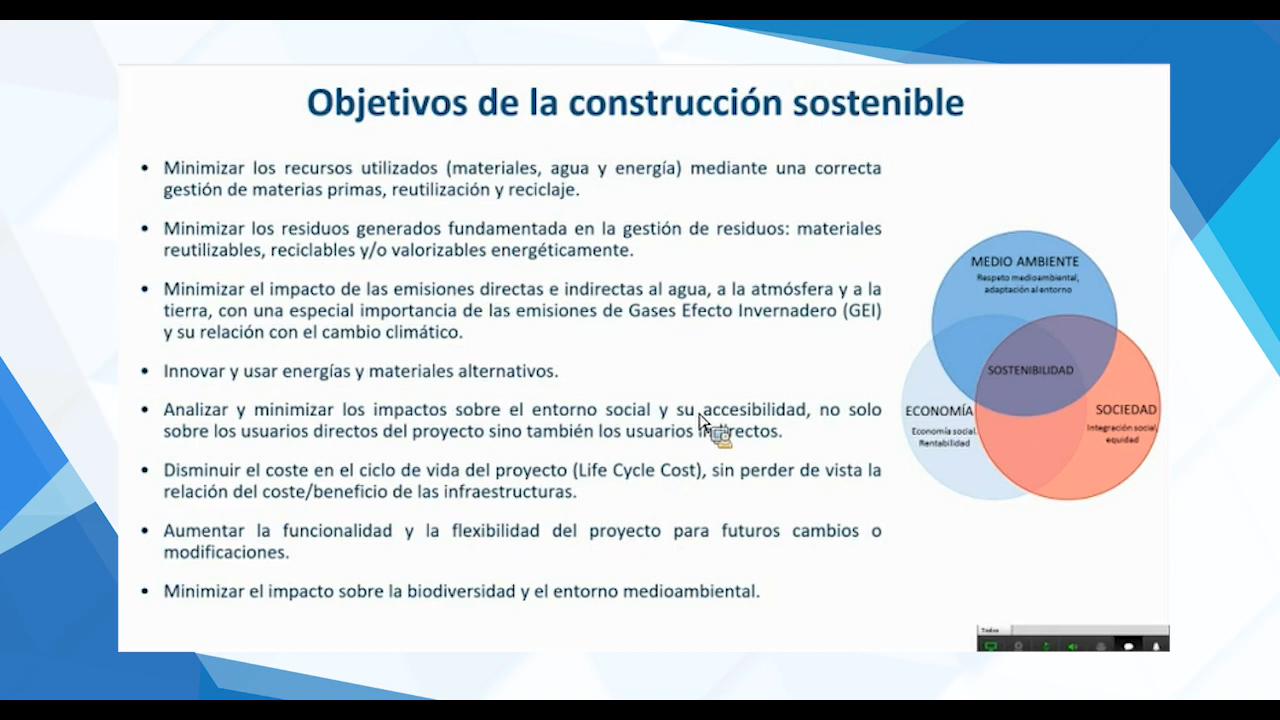 Objetivos de la construcción sostenible
• Minimizar los recursos utilizados (materiales, agua y energía) mediante una correcta
gestión de materias primas, reutilización y reciclaje.
• Minimizar los residuos generados fundamentada en la gestión de residuos: materiales
reutilizables, reciclables y/o valorizables energéticamente.
• Minimizar el impacto de las emisiones directas e indirectas al agua, a la atmósfera y a la
tierra, con una especial importancia de las emisiones de Gases Efecto Invernadero (GEI)
y su relación con el cambio climático.
• Innovar y usar energías y materiales alternativos.
• Analizar y minimizar los impactos sobre el entorno social y su accesibilidad, no solo
sobre los usuarios directos del proyecto sino también los usuarios indirectos.
• Disminuir el coste en el ciclo de vida del proyecto (Life Cycle Cost), sin perder de vista la
relación del coste/beneficio de las infraestructuras.
• Aumentar la funcionalidad y la flexibilidad del proyecto para futuros cambios o
modificaciones.
• Minimizar el impacto sobre la biodiversidad y el entorno medioambiental.
MEDIO AMBIENTE
Respeto medioambiental,
adaptación al entorno
SOSTENIBILIDAD
ECONOMÍA
Economía social.
Rentabilidad
SOCIEDAD
Integración social,
equidad
Todos